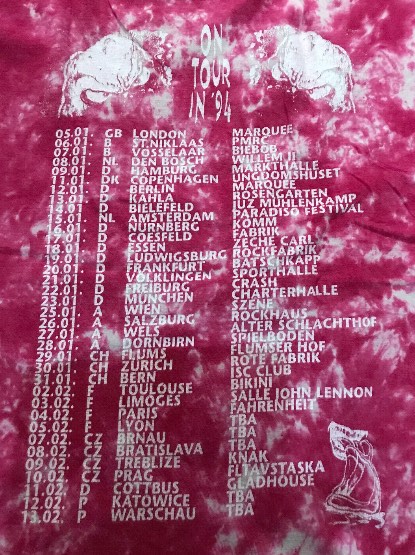 ON
TOUR
IN '94
05.01. GB LONDON MARQUEE
06.01. B ST.NIKLAAS PMRC
07.01. B VOSSELAAR BIEBOB
08.01. NL DEN BOSCH WILLEM II
09.01. D HAMBURG MARKTHALLE
11.01. DK COPENHAGEN UNGDOMSHUSET
12.01. D BERLIN MARQUEE
13.01. D KAHLA ROSENGARTEN
14.01. D BIELEFELD JUZ MUHLENKAMP
15.01. NL AMSTERDAM PARADISO FESTIVAL
16.01. D NURNBERG KOMM
17.01. D COESFELD FABRIK
18.01. D ESSEN ZECHE CARL
19.01. D LUDWIGSBURG ROCKFABRIK
20.01. D FRANKFURT BATSCHKAPP
21.01. D VOLKLINGEN SPORTHALLE
22.01. D FREIBURG CRASH
23.01. D MUNCHEN CHARTERHALLE
25.01. A WIEN SZENE
26.01. A SALZBURG ROCKHAUS
27.01. A WELS ALTER SCHLACHTHOF
28.01. A DORNBIRN SPIELBODEN
29.01. CH FLUMS FLUMSER HOF
30.01. CH ZURICH ROTE FABRIK
31.01. CH BERN ISC CLUB
02.02. F TOULOUSE BIKINI
03.02. F LIMOGES SALLE JOHN LENNON
04.02. F PARIS FAHRENHEIT
05.02. F LYON TBA
07.02. CZ BRNAU TBA
08.02. CZ BRATISLAVA TBA
09.02. CZ TREBLIZE KNAK
10.02. CZ PRAG FLTAVSTASKA
11.02. D COTTBUS GLADHOUSE
12.02. P KATOWICE TBA
13.02. P WARSCHAU TBA